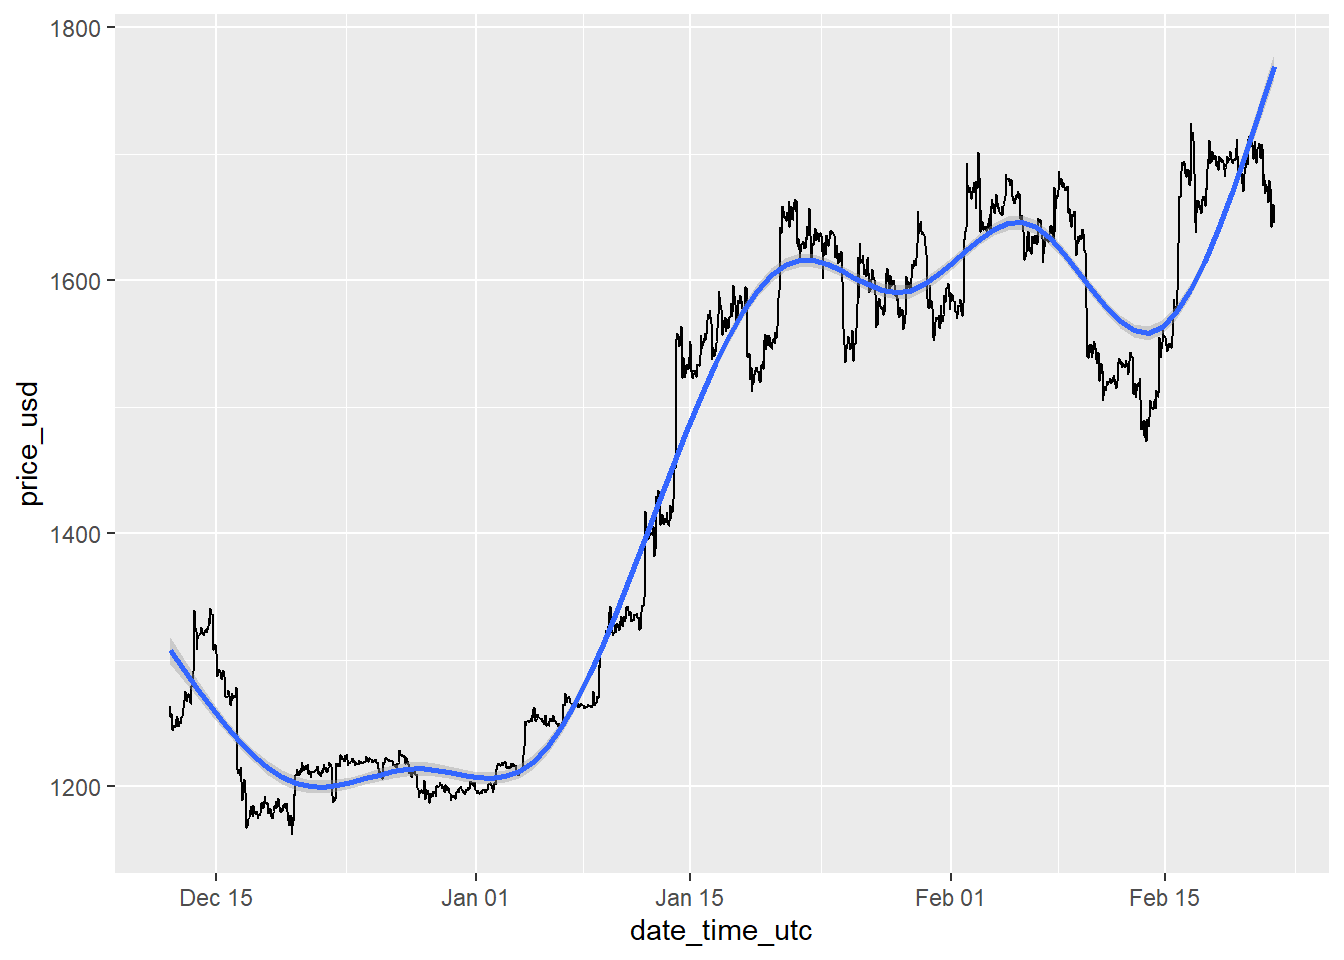 1800
1600
1400
1200
price_usd
Dec 15
Jan 01
Jan 15
Feb 01
Feb 15
date_time_utc